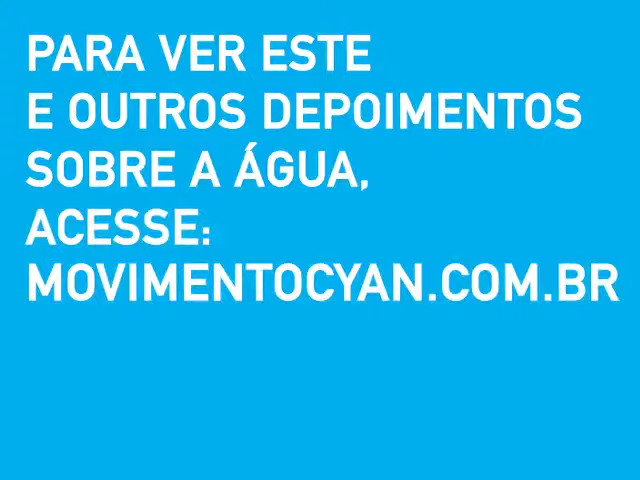 PARA VER ESTE
E OUTROS DEPOIMENTOS
SOBRE A ÁGUA,
ACESSE:
MOVIMENTOCYAN.COM.BR